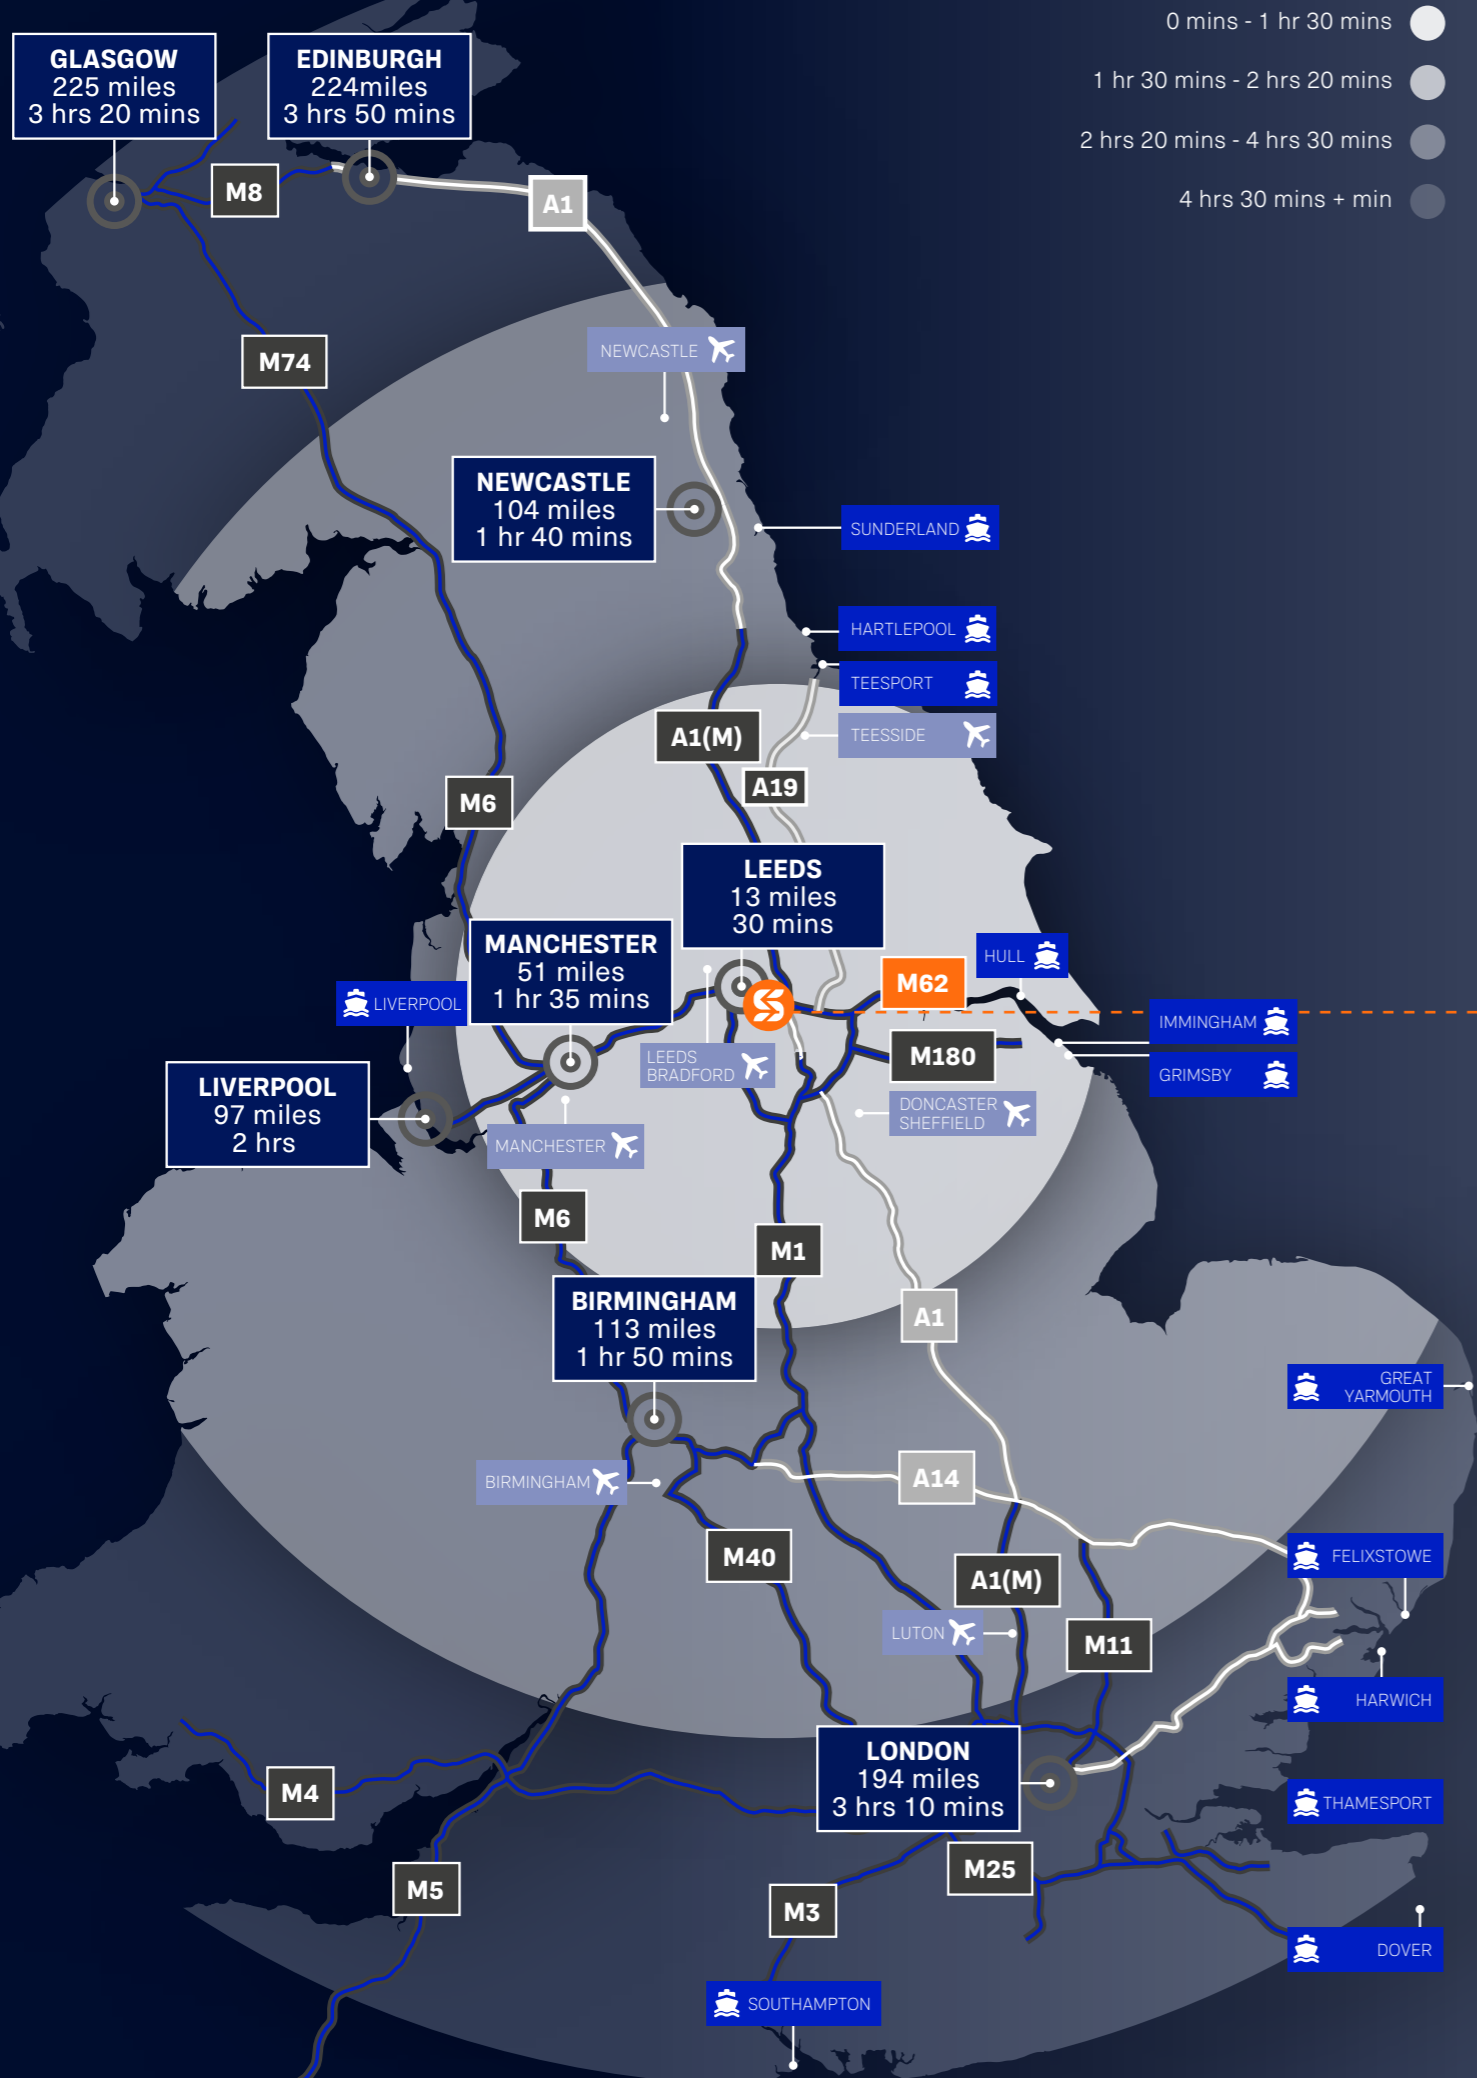 0 mins - 1 hr 30 mins
1 hr 30 mins - 2 hrs 20 mins
2 hrs 20 mins - 4 hrs 30 mins
4 hrs 30 mins + min
GLASGOW
225 miles
3 hrs 20 mins
EDINBURGH
224miles
3 hrs 50 mins
M8
A1
M74
NEWCASTLE
NEWCASTLE
104 miles
1 hr 40 mins
SUNDERLAND
HARTLEPOOL
TEESPORT
TEESSIDE
A1(M)
A19
M6
LEEDS
13 miles
30 mins
MANCHESTER
51 miles
1 hr 35 mins
M62
HULL
LIVERPOOL
IMMINGHAM
GRIMSBY
M180
LEEDS
BRADFORD
DONCASTER
SHEFFIELD
LIVERPOOL
97 miles
2 hrs
MANCHESTER
M6
M1
BIRMINGHAM
113 miles
1 hr 50 mins
A1
GREAT
YARMOUTH
BIRMINGHAM
A14
M40
A1(M)
FELIXSTOWE
LUTON
M11
HARWICH
LONDON
194 miles
3 hrs 10 mins
M4
THAMESPORT
M25
M5
M3
DOVER
SOUTHAMPTON